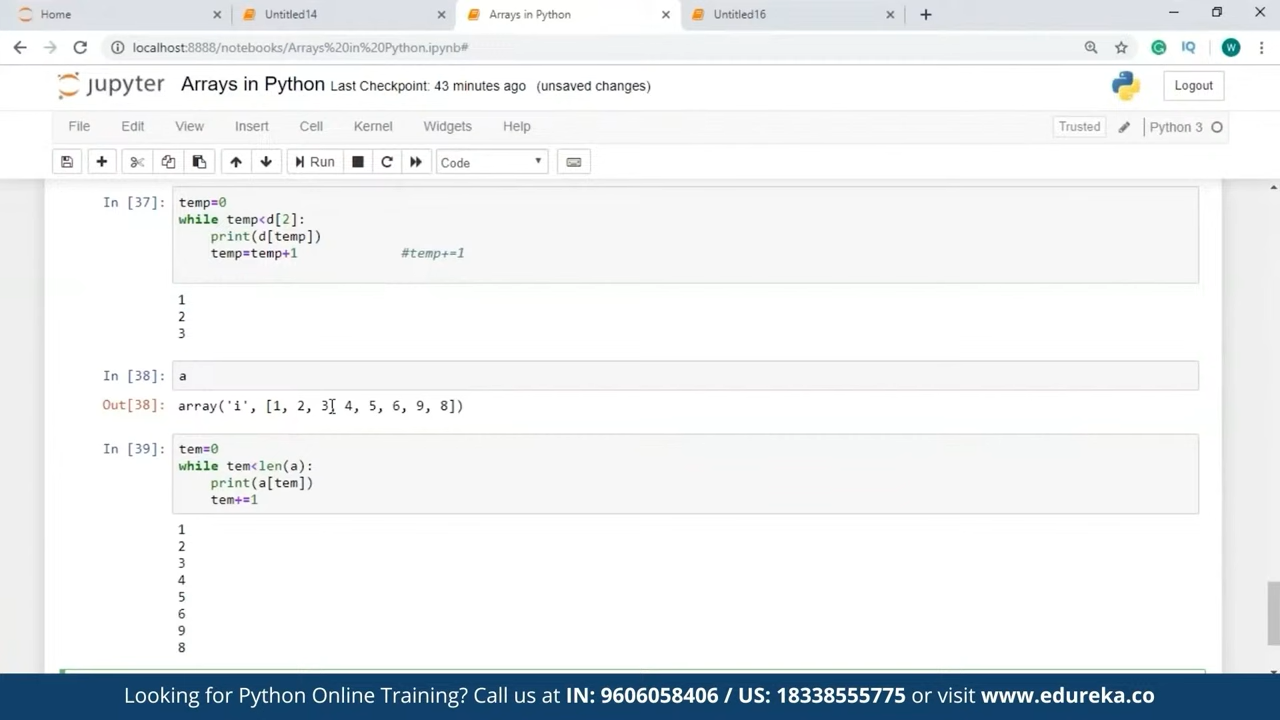 Home
Untitled14
Arrays in Python
Untitled16
localhost:8888/notebooks/Arrays%20in%20Python.ipynb#
IQ
W
jupyter Arrays in Python Last Checkpoint: 43 minutes ago (unsaved changes)
Logout
File Edit View Insert Cell Kernel Widgets Help
Trusted
Python 3
Run
Code
In [37]:
temp=0
while temp<d[2]:
    print(d[temp])
    temp=temp+1 #temp+=1
1
2
3
In [38]: a
Out[38]: array('i', [1, 2, 3, 4, 5, 6, 9, 8])
In [39]:
tem=0
while tem<len(a):
    print(a[tem])
    tem+=1
1
2
3
4
5
6
9
8
Looking for Python Online Training? Call us at IN: 9606058406 / US: 18338555775 or visit www.edureka.co